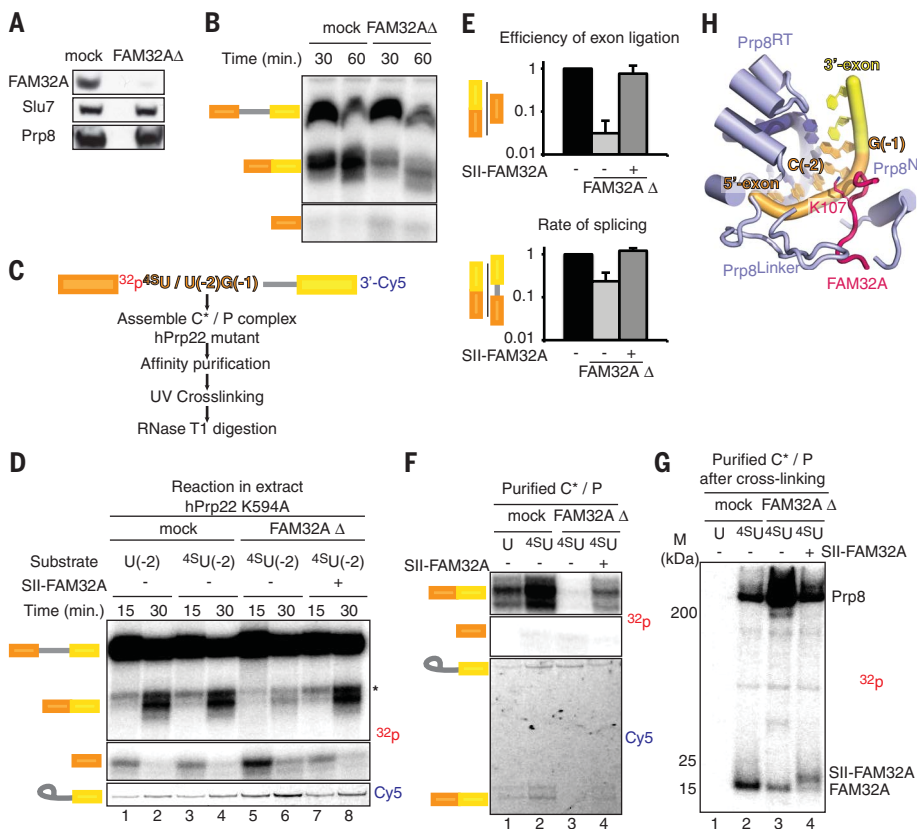 A
mock FAM32AΔ
FAM32A
Slu7
Prp8
B
mock FAM32AΔ
Time (min.) 30 60 30 60
C
32p4SU / U(-2)G(-1)
3'-Cy5
Assemble C* / P complex
hPrp22 mutant
Affinity purification
UV Crosslinking
RNase T1 digestion
D
Reaction in extract
hPrp22 K594A
mock FAM32A Δ
Substrate U(-2) 4SU(-2) 4SU(-2) 4SU(-2)
SII-FAM32A - - - +
Time (min.) 15 30 15 30 15 30 15 30
*
32p
Cy5
1 2 3 4 5 6 7 8
E
Efficiency of exon ligation
1
0.1
0.01
SII-FAM32A - - +
FAM32A Δ
Rate of splicing
1
0.1
0.01
SII-FAM32A - - +
FAM32A Δ
F
Purified C* / P
mock FAM32A Δ
U 4SU 4SU 4SU
SII-FAM32A - - - +
32p
Cy5
1 2 3 4
G
Purified C* / P
after cross-linking
mock FAM32A Δ
M
(kDa)
U 4SU 4SU 4SU
- - - + SII-FAM32A
Prp8
200
32p
25
15
SII-FAM32A
FAM32A
1 2 3 4
H
Prp8RT
3'-exon
G(-1)
C(-2)
Prp8N
5'-exon
K107
Prp8Linker
FAM32A